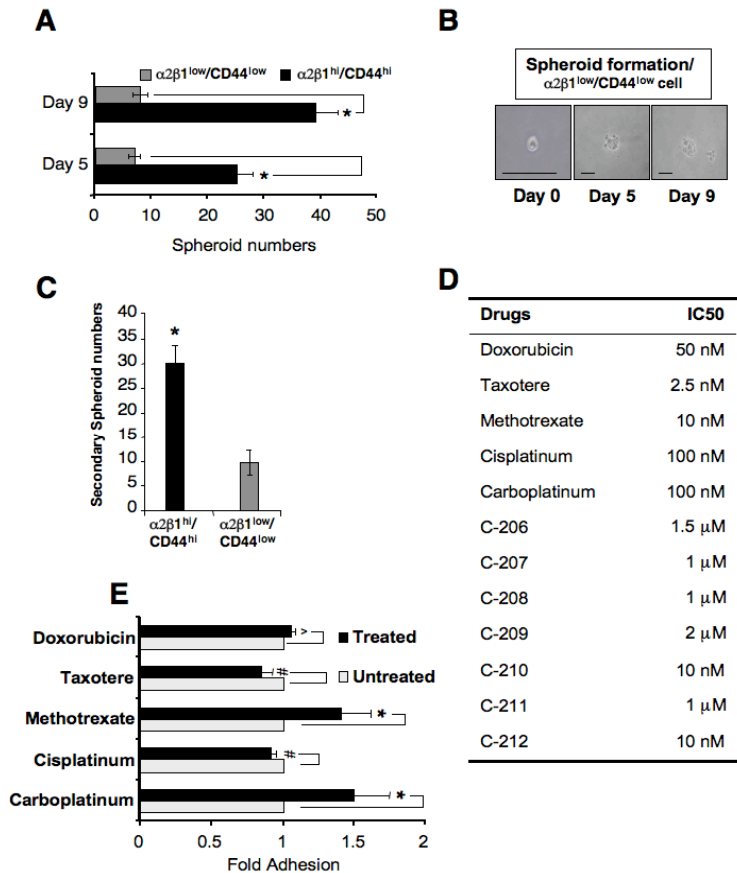 A
α2β1low/CD44low α2β1hi/CD44hi
Day 9
*
Day 5
*
0 10 20 30 40 50
Spheroid numbers
B
Spheroid formation/
α2β1low/CD44low cell
Day 0 Day 5 Day 9
C
Secondary Spheroid numbers
40
35
30
25
20
15
10
5
0
*
α2β1hi/ α2β1low/
CD44hi CD44low
D
Drugs IC50
Doxorubicin 50 nM
Taxotere 2.5 nM
Methotrexate 10 nM
Cisplatinum 100 nM
Carboplatinum 100 nM
C-206 1.5 μM
C-207 1 μM
C-208 1 μM
C-209 2 μM
C-210 10 nM
C-211 1 μM
C-212 10 nM
E
Doxorubicin > Treated
Taxotere # Untreated
Methotrexate *
Cisplatinum #
Carboplatinum *
0 0.5 1 1.5 2
Fold Adhesion